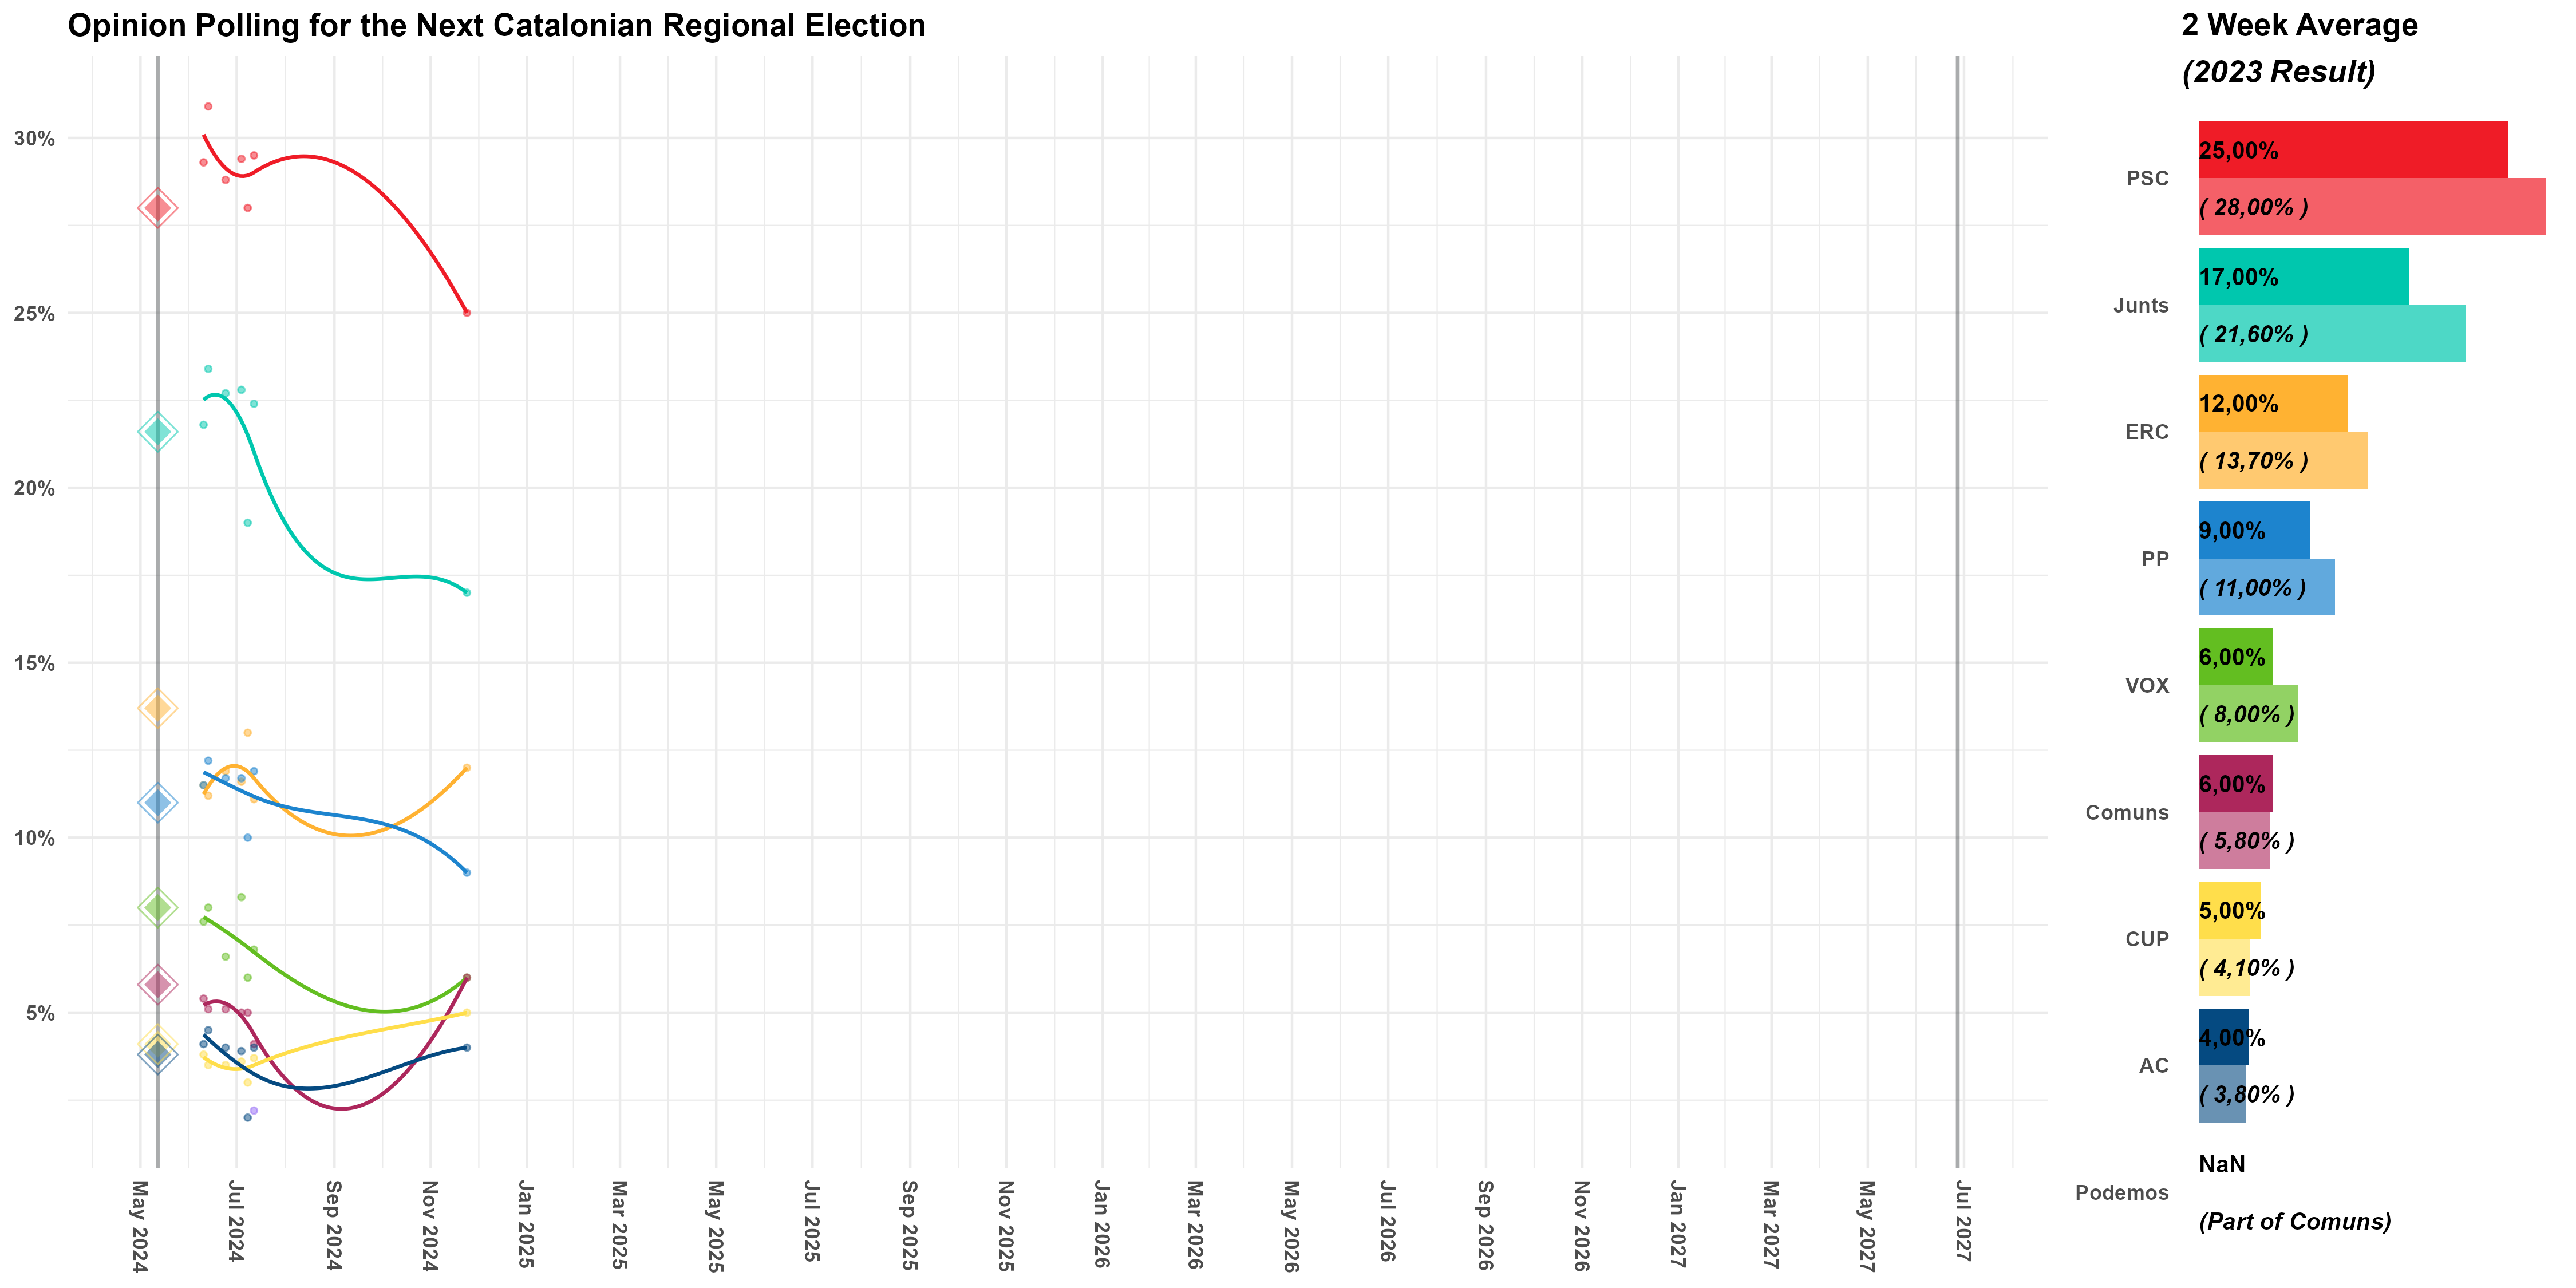 Opinion Polling for the Next Catalonian Regional Election
30%
25%
20%
15%
10%
5%
May 2024
Jul 2024
Sep 2024
Nov 2024
Jan 2025
Mar 2025
May 2025
Jul 2025
Sep 2025
Nov 2025
Jan 2026
Mar 2026
May 2026
Jul 2026
Sep 2026
Nov 2026
Jan 2027
Mar 2027
May 2027
Jul 2027
2 Week Average
(2023 Result)
PSC
25,00%
( 28,00% )
Junts
17,00%
( 21,60% )
ERC
12,00%
( 13,70% )
PP
9,00%
( 11,00% )
VOX
6,00%
( 8,00% )
Comuns
6,00%
( 5,80% )
CUP
5,00%
( 4,10% )
AC
4,00%
( 3,80% )
Podemos
NaN
(Part of Comuns)